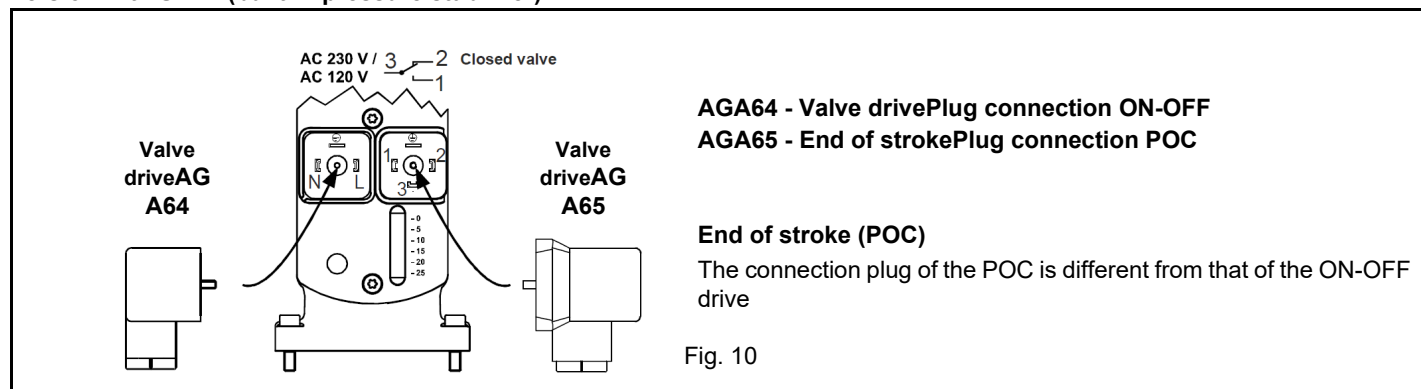 AC 230 V / 3 2 Closed valve
AC 120 V 1
Valve
driveAG
A64
N L
1 2
3
-0
-5
-10
-15
-20
-25
Valve
driveAG
A65
AGA64 - Valve drivePlug connection ON-OFF
AGA65 - End of strokePlug connection POC
End of stroke (POC)
The connection plug of the POC is different from that of the ON-OFF
drive
Fig. 10